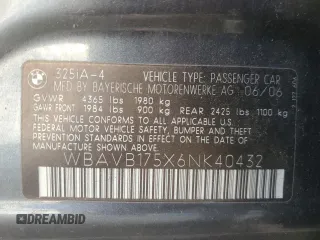 325iA-4 VEHICLE TYPE: PASSENGER CAR
MFD BY BAYERISCHE MOTORENWERKE AG 06/06
GVWR 4365 lbs 1980 kg
GAWR FRONT 1984 lbs 900 kg REAR 2425 lbs 1100 kg
THIS VEHICLE CONFORMS TO ALL APPLICABLE
FEDERAL MOTOR VEHICLE SAFETY, BUMPER, AND THEFT
PREVENTION STANDARDS IN EFFECT ON THE DATE OF
MANUFACTURE SHOWN ABOVE.
WBAVB175X6NK40432
DREAMBID